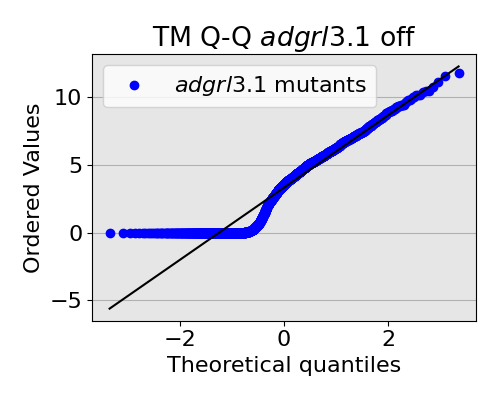 TM Q-Q adgrl3.1 off
adgrl3.1 mutants
Ordered Values
10
5
0
−5
−2
0
2
Theoretical quantiles